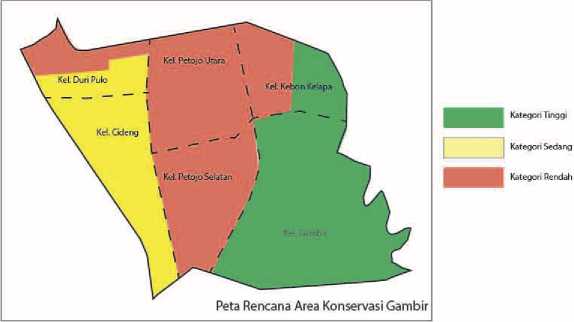 Kel. Petojo Utara
Kel. Duri Pulo
Kel. Kebon Kelapa
Kel. Cideng
Kel. Petojo Selatan
Kel. Gambir
Kategori Tinggi
Kategori Sedang
Kategori Rendah
Peta Rencana Area Konservasi Gambir